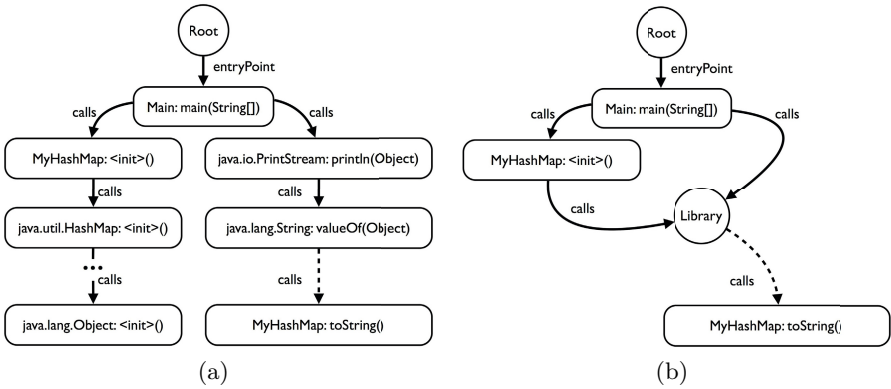 Root
entryPoint
Main: main(String[])
calls
calls
MyHashMap: <init>()
java.io.PrintStream: println(Object)
calls
calls
java.util.HashMap: <init>()
java.lang.String: valueOf(Object)
...
calls
calls
java.lang.Object: <init>()
MyHashMap: toString()
(a)
Root
entryPoint
Main: main(String[])
calls
calls
MyHashMap: <init>()
calls
Library
calls
MyHashMap: toString()
(b)